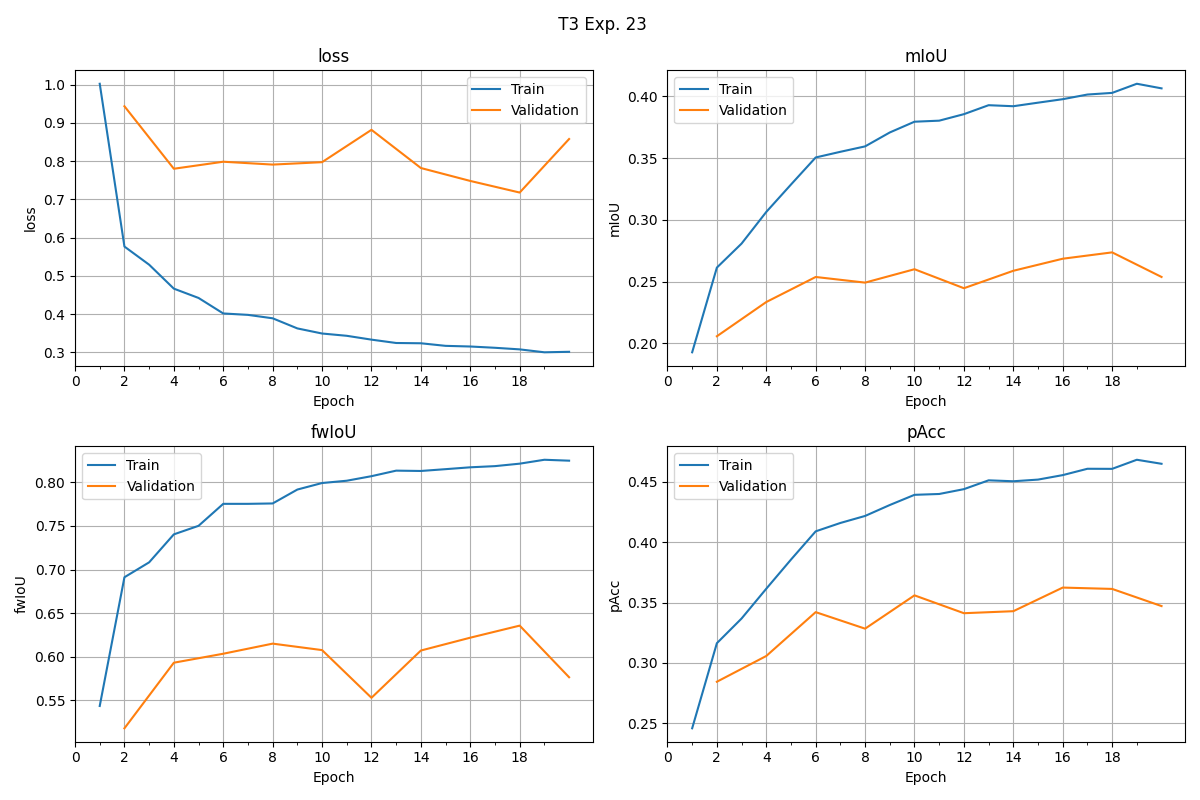 T3 Exp. 23
loss
Train
Validation
1.0
0.9
0.8
0.7
0.6
0.5
0.4
0.3
loss
0 2 4 6 8 10 12 14 16 18
Epoch
mIoU
Train
Validation
0.40
0.35
0.30
0.25
0.20
mIoU
0 2 4 6 8 10 12 14 16 18
Epoch
fwIoU
Train
Validation
0.80
0.75
0.70
0.65
0.60
0.55
fwIoU
0 2 4 6 8 10 12 14 16 18
Epoch
pAcc
Train
Validation
0.45
0.40
0.35
0.30
0.25
pAcc
0 2 4 6 8 10 12 14 16 18
Epoch